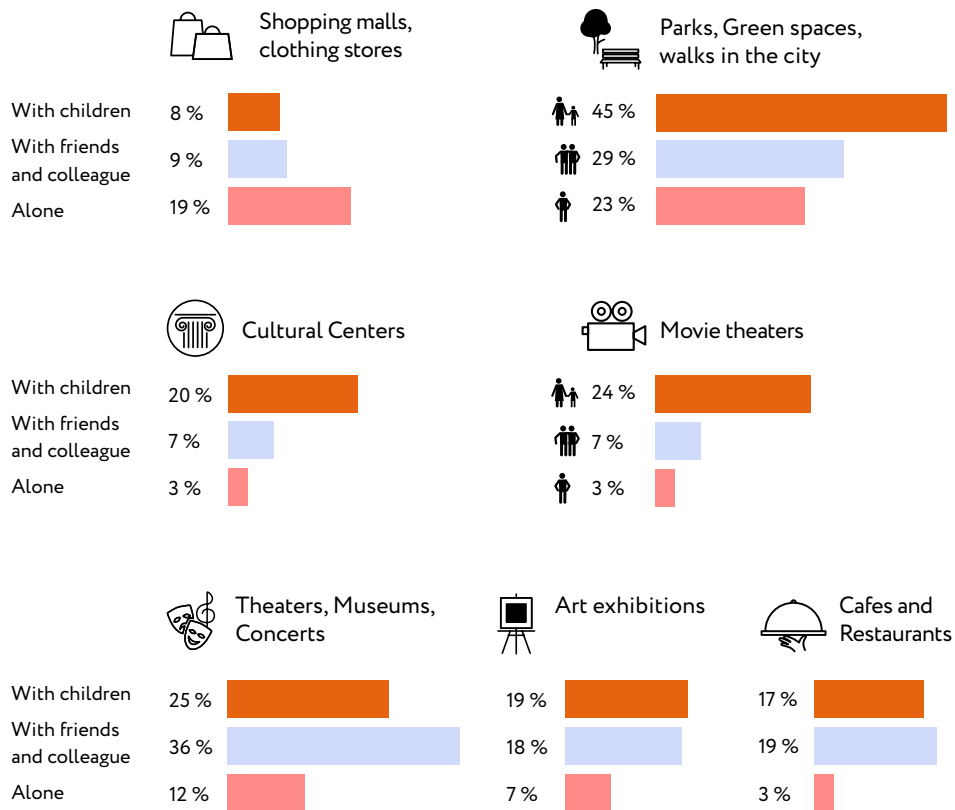 Shopping malls,
clothing stores
With children
8 %
With friends
and colleague
9 %
Alone
19 %
Parks, Green spaces,
walks in the city
45 %
29 %
23 %
Cultural Centers
With children
20 %
With friends
and colleague
7 %
Alone
3 %
Movie theaters
24 %
7 %
3 %
Theaters, Museums,
Concerts
With children
25 %
With friends
and colleague
36 %
Alone
12 %
Art exhibitions
19 %
18 %
7 %
Cafes and
Restaurants
17 %
19 %
3 %